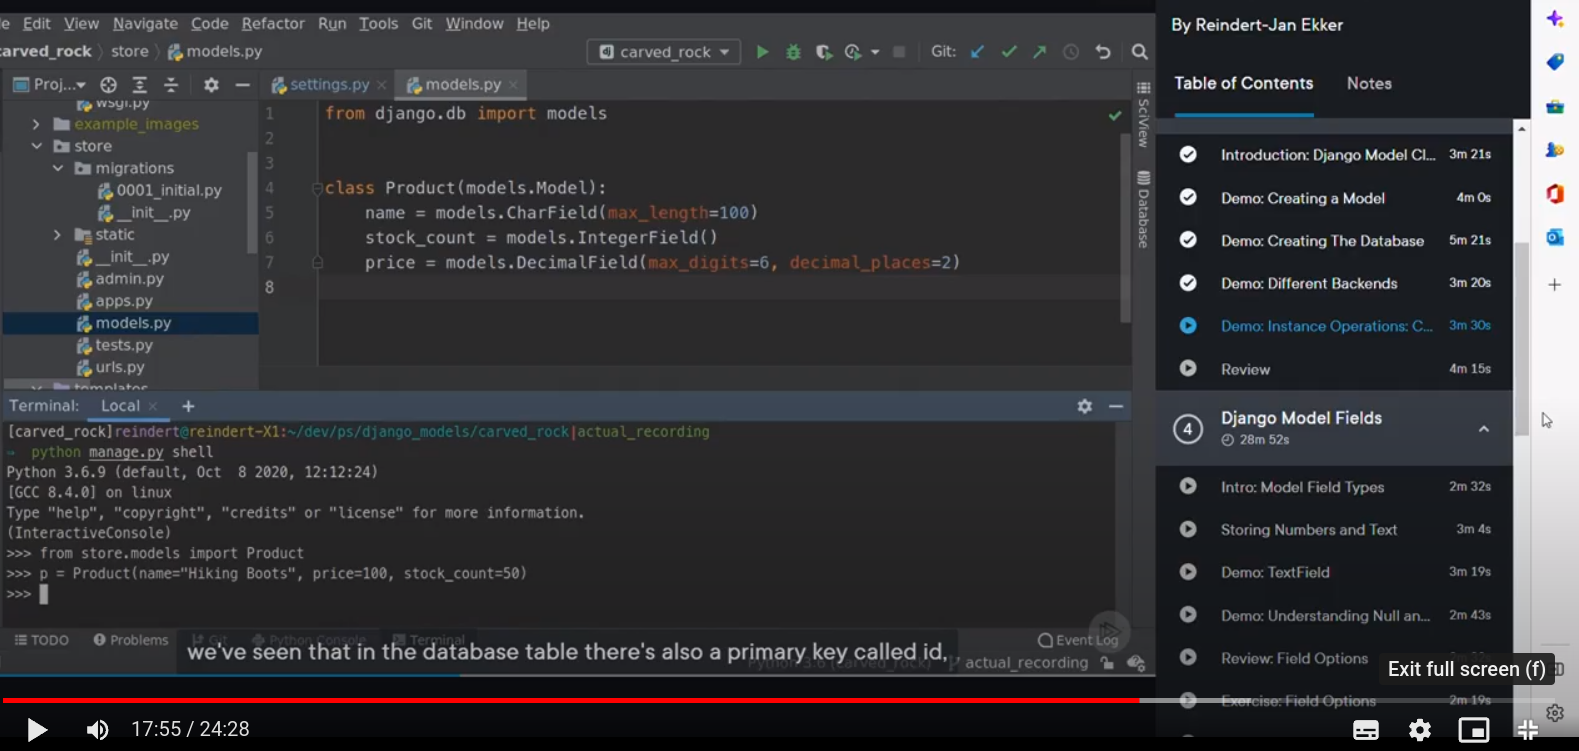 e Edit View Navigate Code Refactor Run Tools Git Window Help
arved_rock store models.py
carved_rock
Git:
Proj...
settings.py
models.py
wsgi.py
example_images
store
migrations
0001_initial.py
__init__.py
static
__init__.py
admin.py
apps.py
models.py
tests.py
urls.py
templates
1 from django.db import models
2
3
4 class Product(models.Model):
5 name = models.CharField(max_length=100)
6 stock_count = models.IntegerField()
7 price = models.DecimalField(max_digits=6, decimal_places=2)
8
SciView
Database
Terminal: Local +
[carved_rock]reindert@reindert-X1:~/dev/ps/django_models/carved_rock|actual_recording
python manage.py shell
Python 3.6.9 (default, Oct 8 2020, 12:12:24)
[GCC 8.4.0] on linux
Type "help", "copyright", "credits" or "license" for more information.
(InteractiveConsole)
>>> from store.models import Product
>>> p = Product(name="Hiking Boots", price=100, stock_count=50)
>>>
TODO Problems Git Python Console Terminal Event Log
we've seen that in the database table there's also a primary key called id,
Python 3.6 (carved_rock) actual_recording
17:55 / 24:28
By Reindert-Jan Ekker
Table of Contents Notes
Introduction: Django Model Cl... 3m 21s
Demo: Creating a Model 4m 0s
Demo: Creating The Database 5m 21s
Demo: Different Backends 3m 20s
Demo: Instance Operations: C... 3m 30s
Review 4m 15s
4 Django Model Fields
28m 52s
Intro: Model Field Types 2m 32s
Storing Numbers and Text 3m 4s
Demo: TextField 3m 19s
Demo: Understanding Null an... 2m 43s
Review: Field Options
Exit full screen (f)
Exercise: Field Options 2m 19s